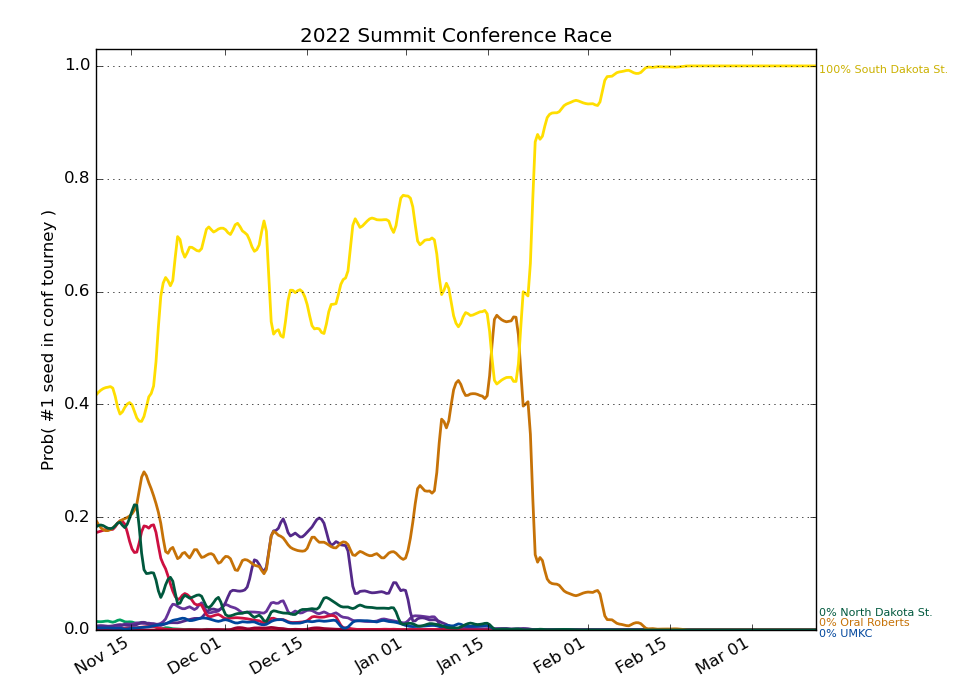 2022 Summit Conference Race
1.0
100% South Dakota St.
0.8
0.6
0.4
0.2
0.0
Prob( #1 seed in conf tourney )
0% North Dakota St.
0% Oral Roberts
0% UMKC
Nov 15
Dec 01
Dec 15
Jan 01
Jan 15
Feb 01
Feb 15
Mar 01